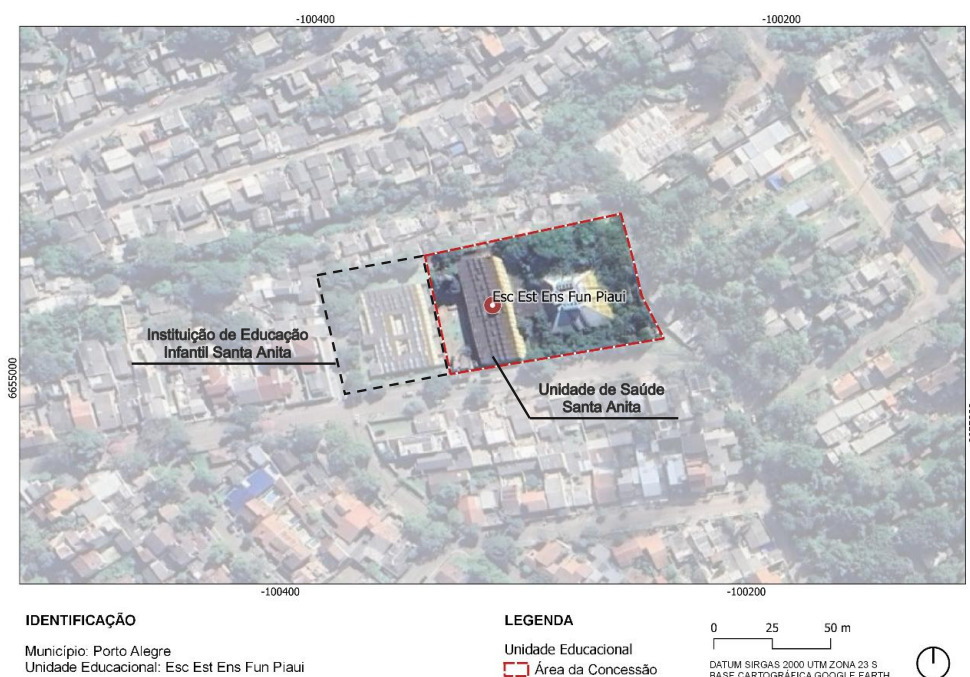 -100400
-100200
Esc Est Ens Fun Piaui
Instituição de Educação
Infantil Santa Anita
Unidade de Saúde
Santa Anita
6655000
-100400
-100200
IDENTIFICAÇÃO
Município: Porto Alegre
Unidade Educacional: Esc Est Ens Fun Piaui
LEGENDA
Unidade Educacional
Área da Concessão
0 25 50 m
DATUM SIRGAS 2000 UTM ZONA 23 S
BASE CARTOGRÁFICA GOOGLE EARTH